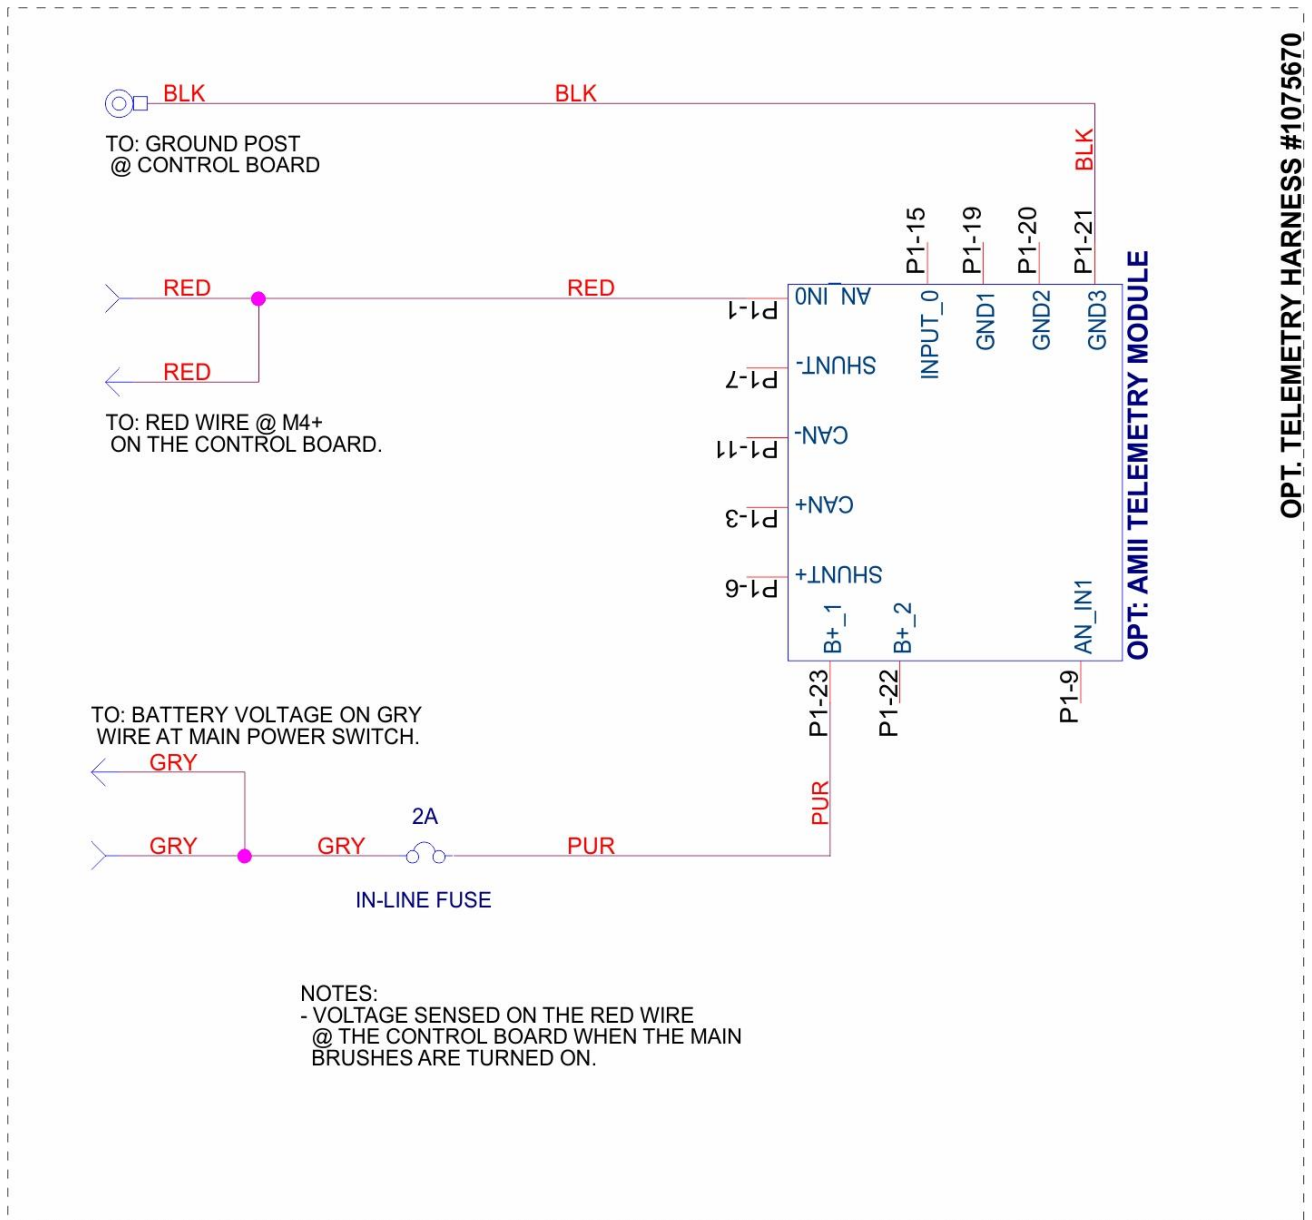 OPT. TELEMETRY HARNESS #1075670
BLK
BLK
BLK
TO: GROUND POST
@ CONTROL BOARD
RED
RED
RED
TO: RED WIRE @ M4+
ON THE CONTROL BOARD.
P1-15
P1-19
P1-20
P1-21
P1-1
P1-7
P1-11
P1-3
P1-6
AN_IN0
SHUNT-
CAN-
CAN+
SHUNT+
INPUT_0
GND1
GND2
GND3
B+_1
B+_2
AN_IN1
OPT: AMII TELEMETRY MODULE
P1-23
P1-22
P1-9
TO: BATTERY VOLTAGE ON GRY
WIRE AT MAIN POWER SWITCH.
GRY
GRY
GRY
2A
PUR
PUR
IN-LINE FUSE
NOTES:
- VOLTAGE SENSED ON THE RED WIRE
@ THE CONTROL BOARD WHEN THE MAIN
BRUSHES ARE TURNED ON.